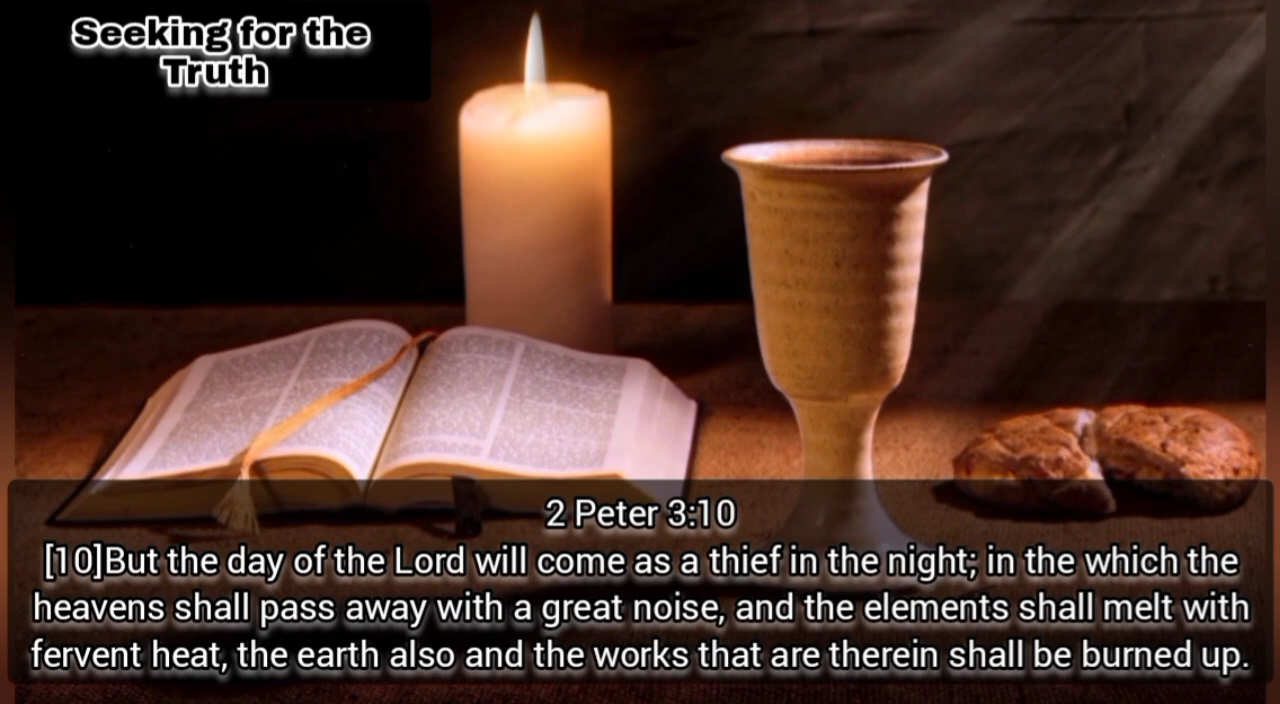 Seeking for the
Truth
2 Peter 3:10
[10]But the day of the Lord will come as a thief in the night; in the which the
heavens shall pass away with a great noise, and the elements shall melt with
fervent heat, the earth also and the works that are therein shall be burned up.